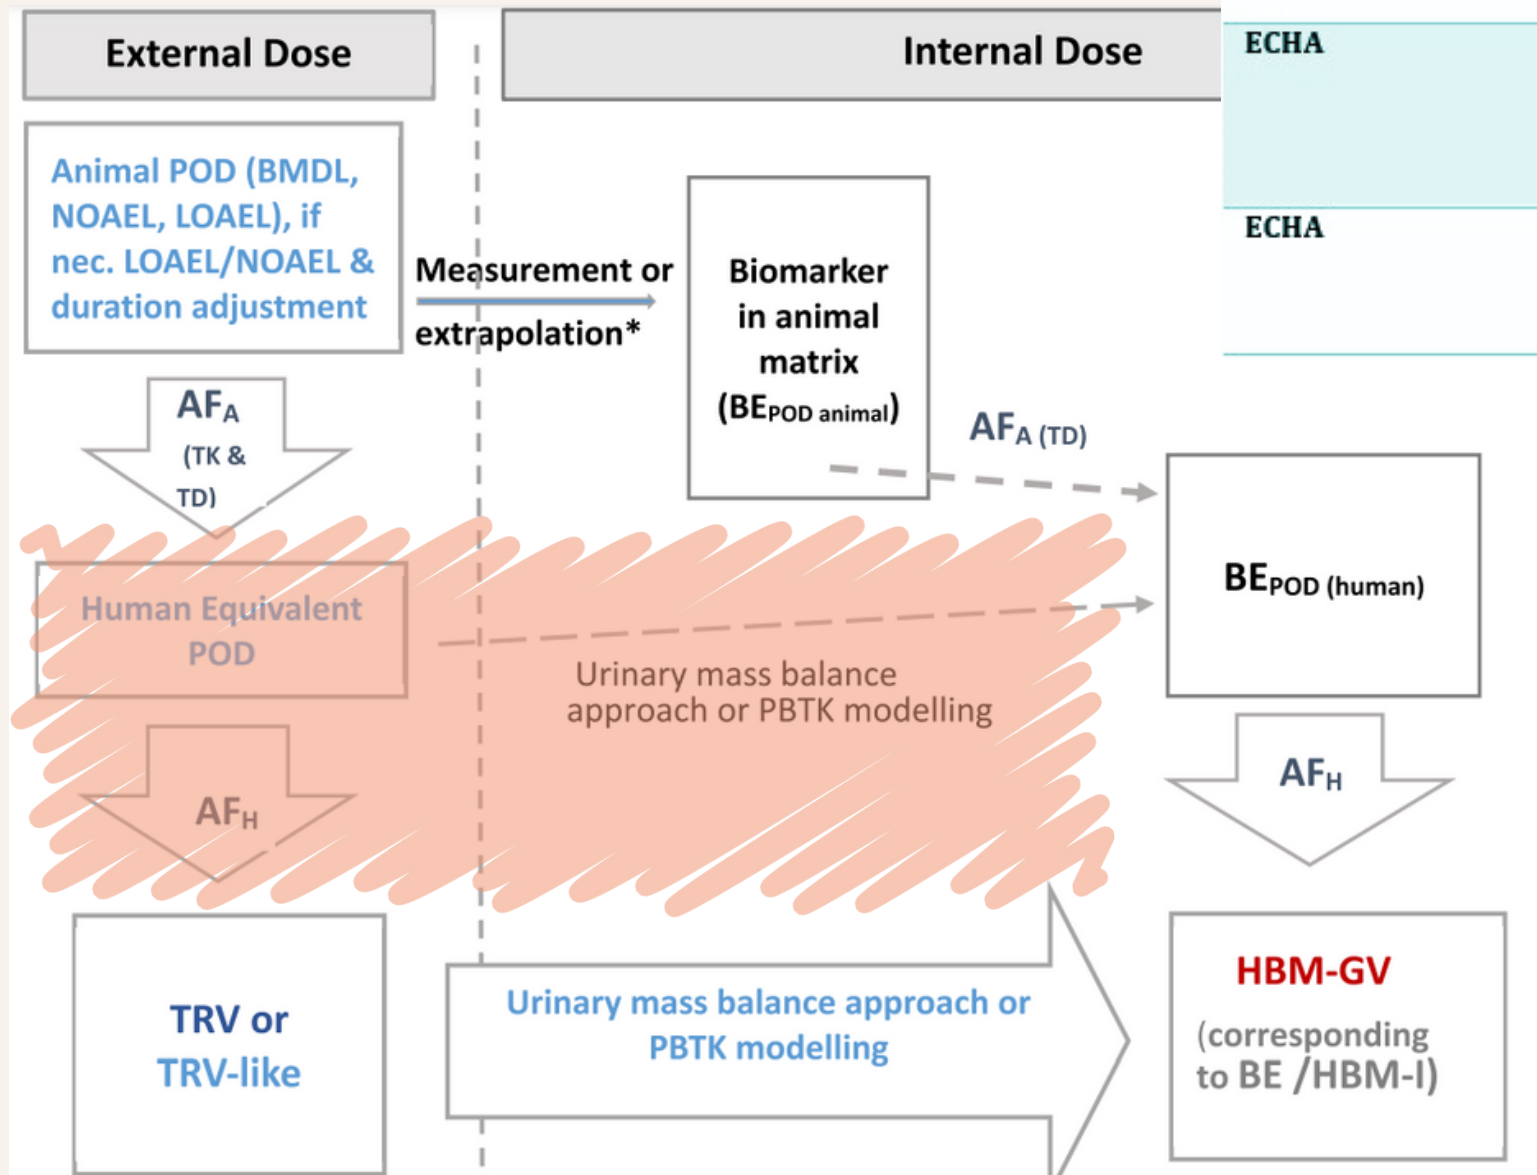 External Dose
Internal Dose
ECHA
ECHA
Animal POD (BMDL,
NOAEL, LOAEL), if
nec. LOAEL/NOAEL &
duration adjustment
Measurement or
extrapolation*
Biomarker
in animal
matrix
(BEPOD animal)
AFA (TD)
AFA
(TK &
TD)
BEPOD (human)
Human Equivalent
POD
Urinary mass balance
approach or PBTK modelling
AFH
AFH
TRV or
TRV-like
Urinary mass balance approach or
PBTK modelling
HBM-GV
(corresponding
to BE /HBM-I)